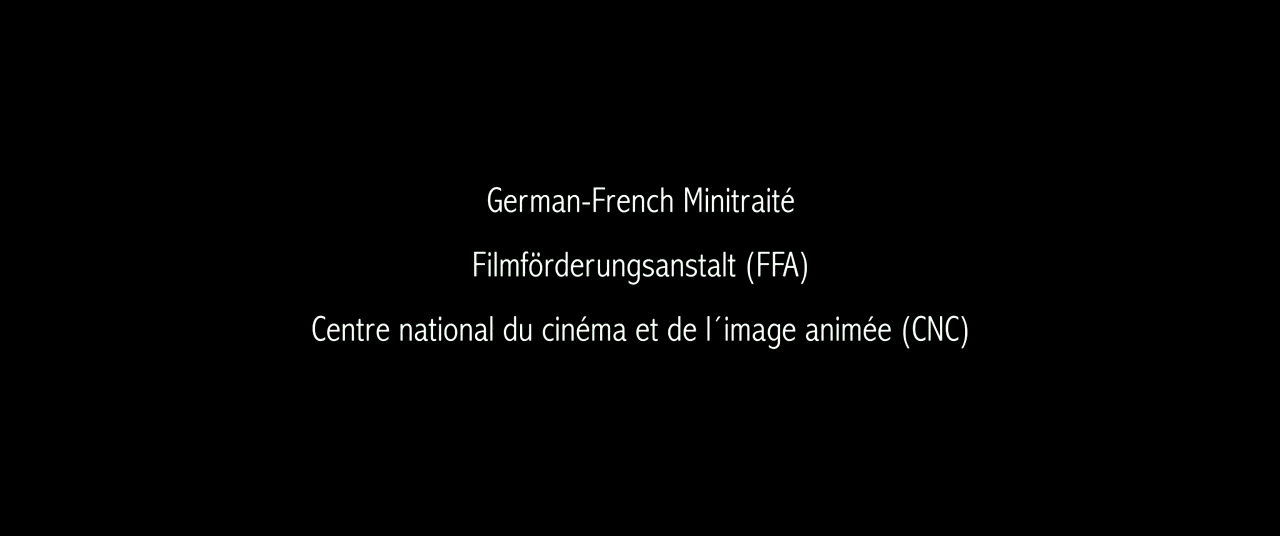 German-French Minitraité
Filmförderungsanstalt (FFA)
Centre national du cinéma et de l´image animée (CNC)